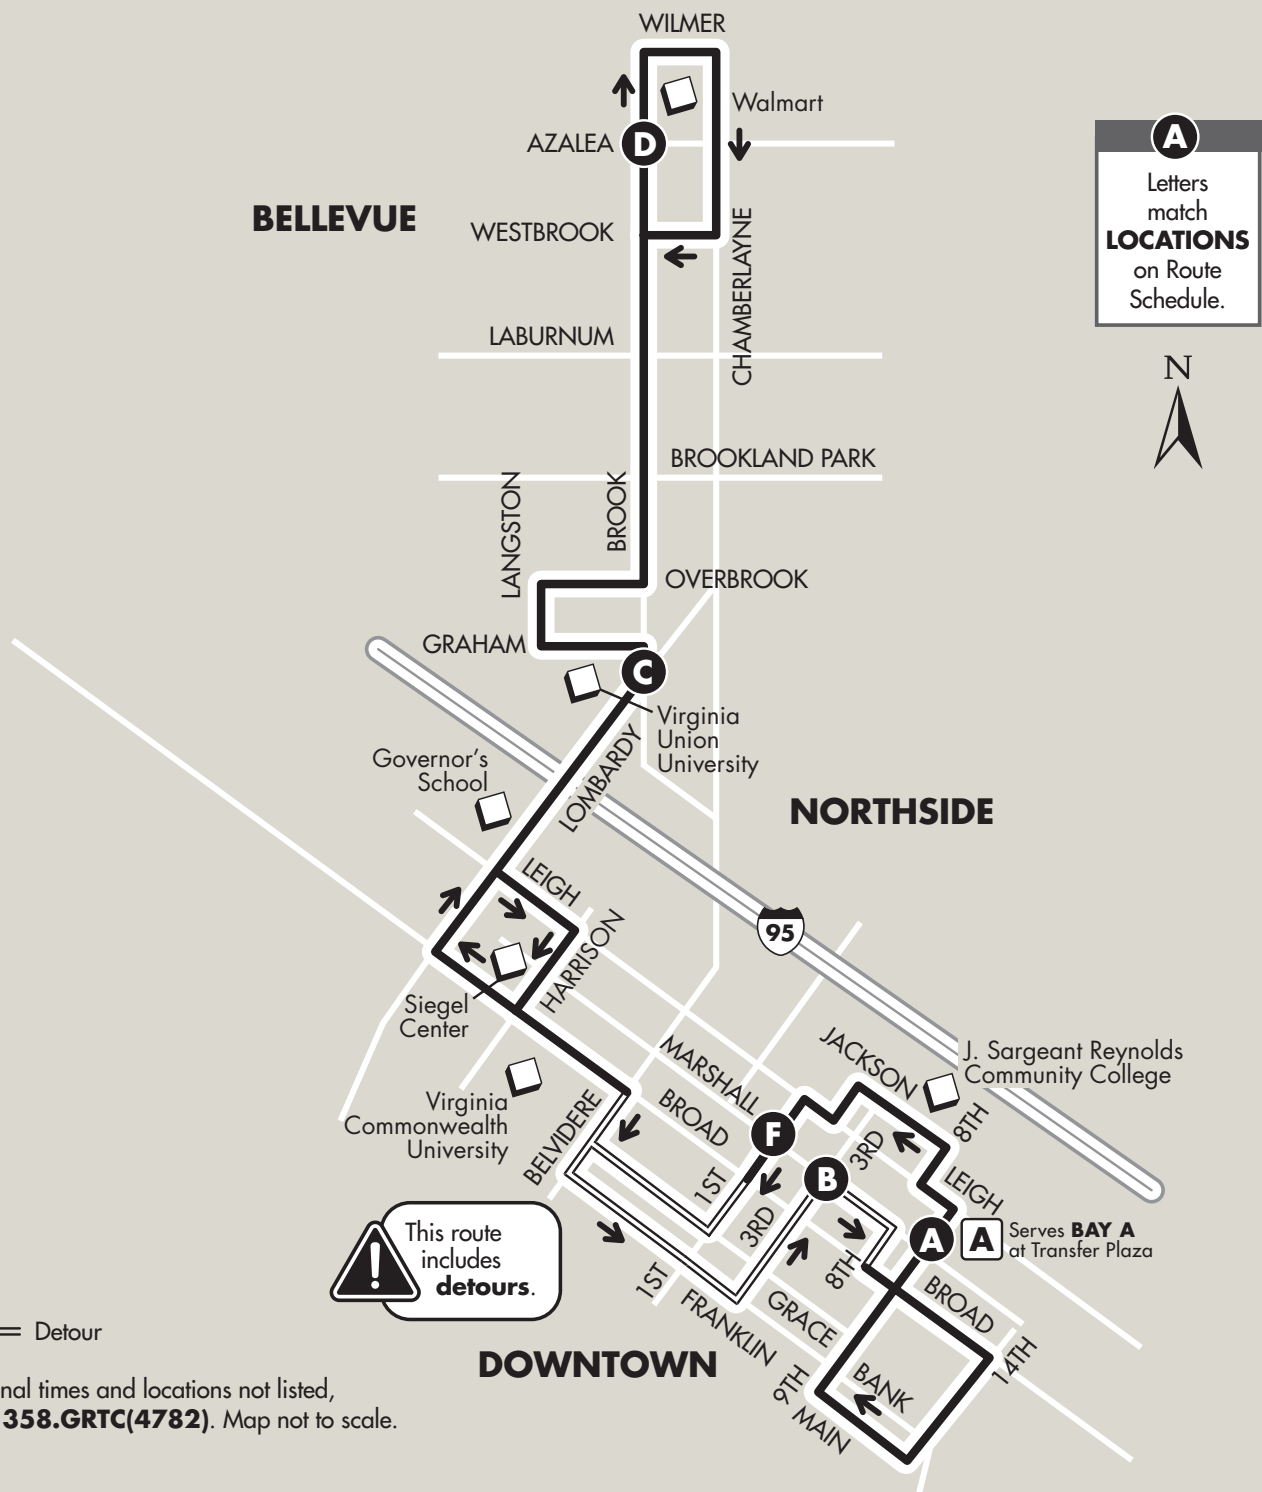 WILMER
Walmart
AZALEA
D
A
Letters
match
LOCATIONS
on Route
Schedule.
BELLEVUE
WESTBROOK
CHAMBERLAYNE
LABURNUM
N
BROOKLAND PARK
LANGSTON
BROOK
OVERBROOK
GRAHAM
C
Virginia
Union
University
LOMBARDY
Governor's
School
NORTHSIDE
LEIGH
HARRISON
95
Siegel
Center
MARSHALL
JACKSON
J. Sargeant Reynolds
Community College
8TH
Virginia
Commonwealth
University
BELVIDERE
BROAD
F
3RD
B
1ST
LEIGH
3RD
A
A
Serves BAY A
at Transfer Plaza
This route
includes
detours.
8TH
1ST
FRANKLIN
GRACE
BROAD
14TH
Detour
DOWNTOWN
9TH
BANK
MAIN
nal times and locations not listed,
358.GRTC(4782). Map not to scale.